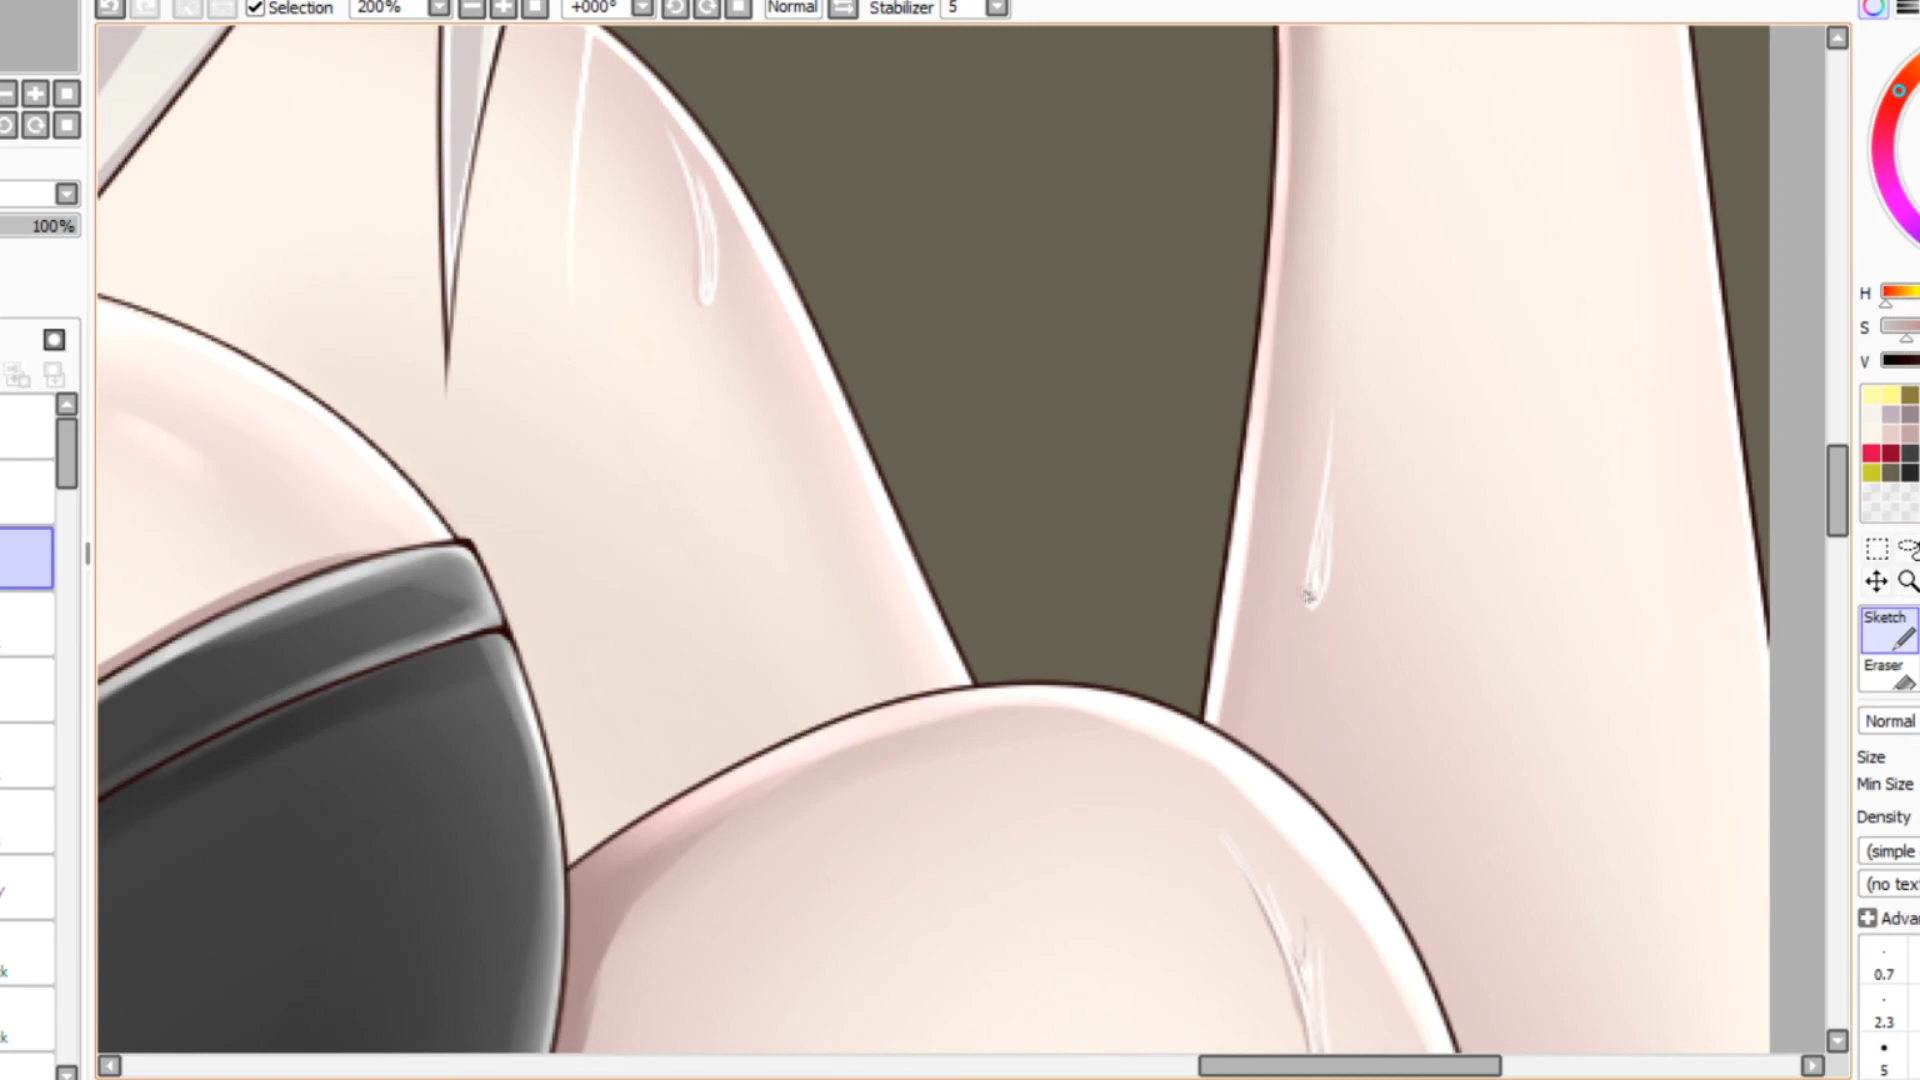 Selection 200% +000° Normal Stabilizer 5
100%
H
S
V
Sketch
Eraser
Normal
Size
Min Size
Density
(simple
(no tex
Adva
0.7
2.3
5
y
k
k